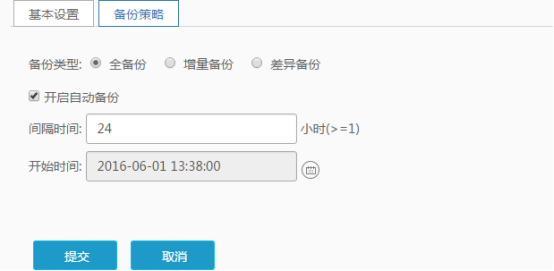 基本设置 备份策略
备份类型: 全备份 增量备份 差异备份
开启自动备份
间隔时间: 24 小时(>=1)
开始时间: 2016-06-01 13:38:00
提交 取消